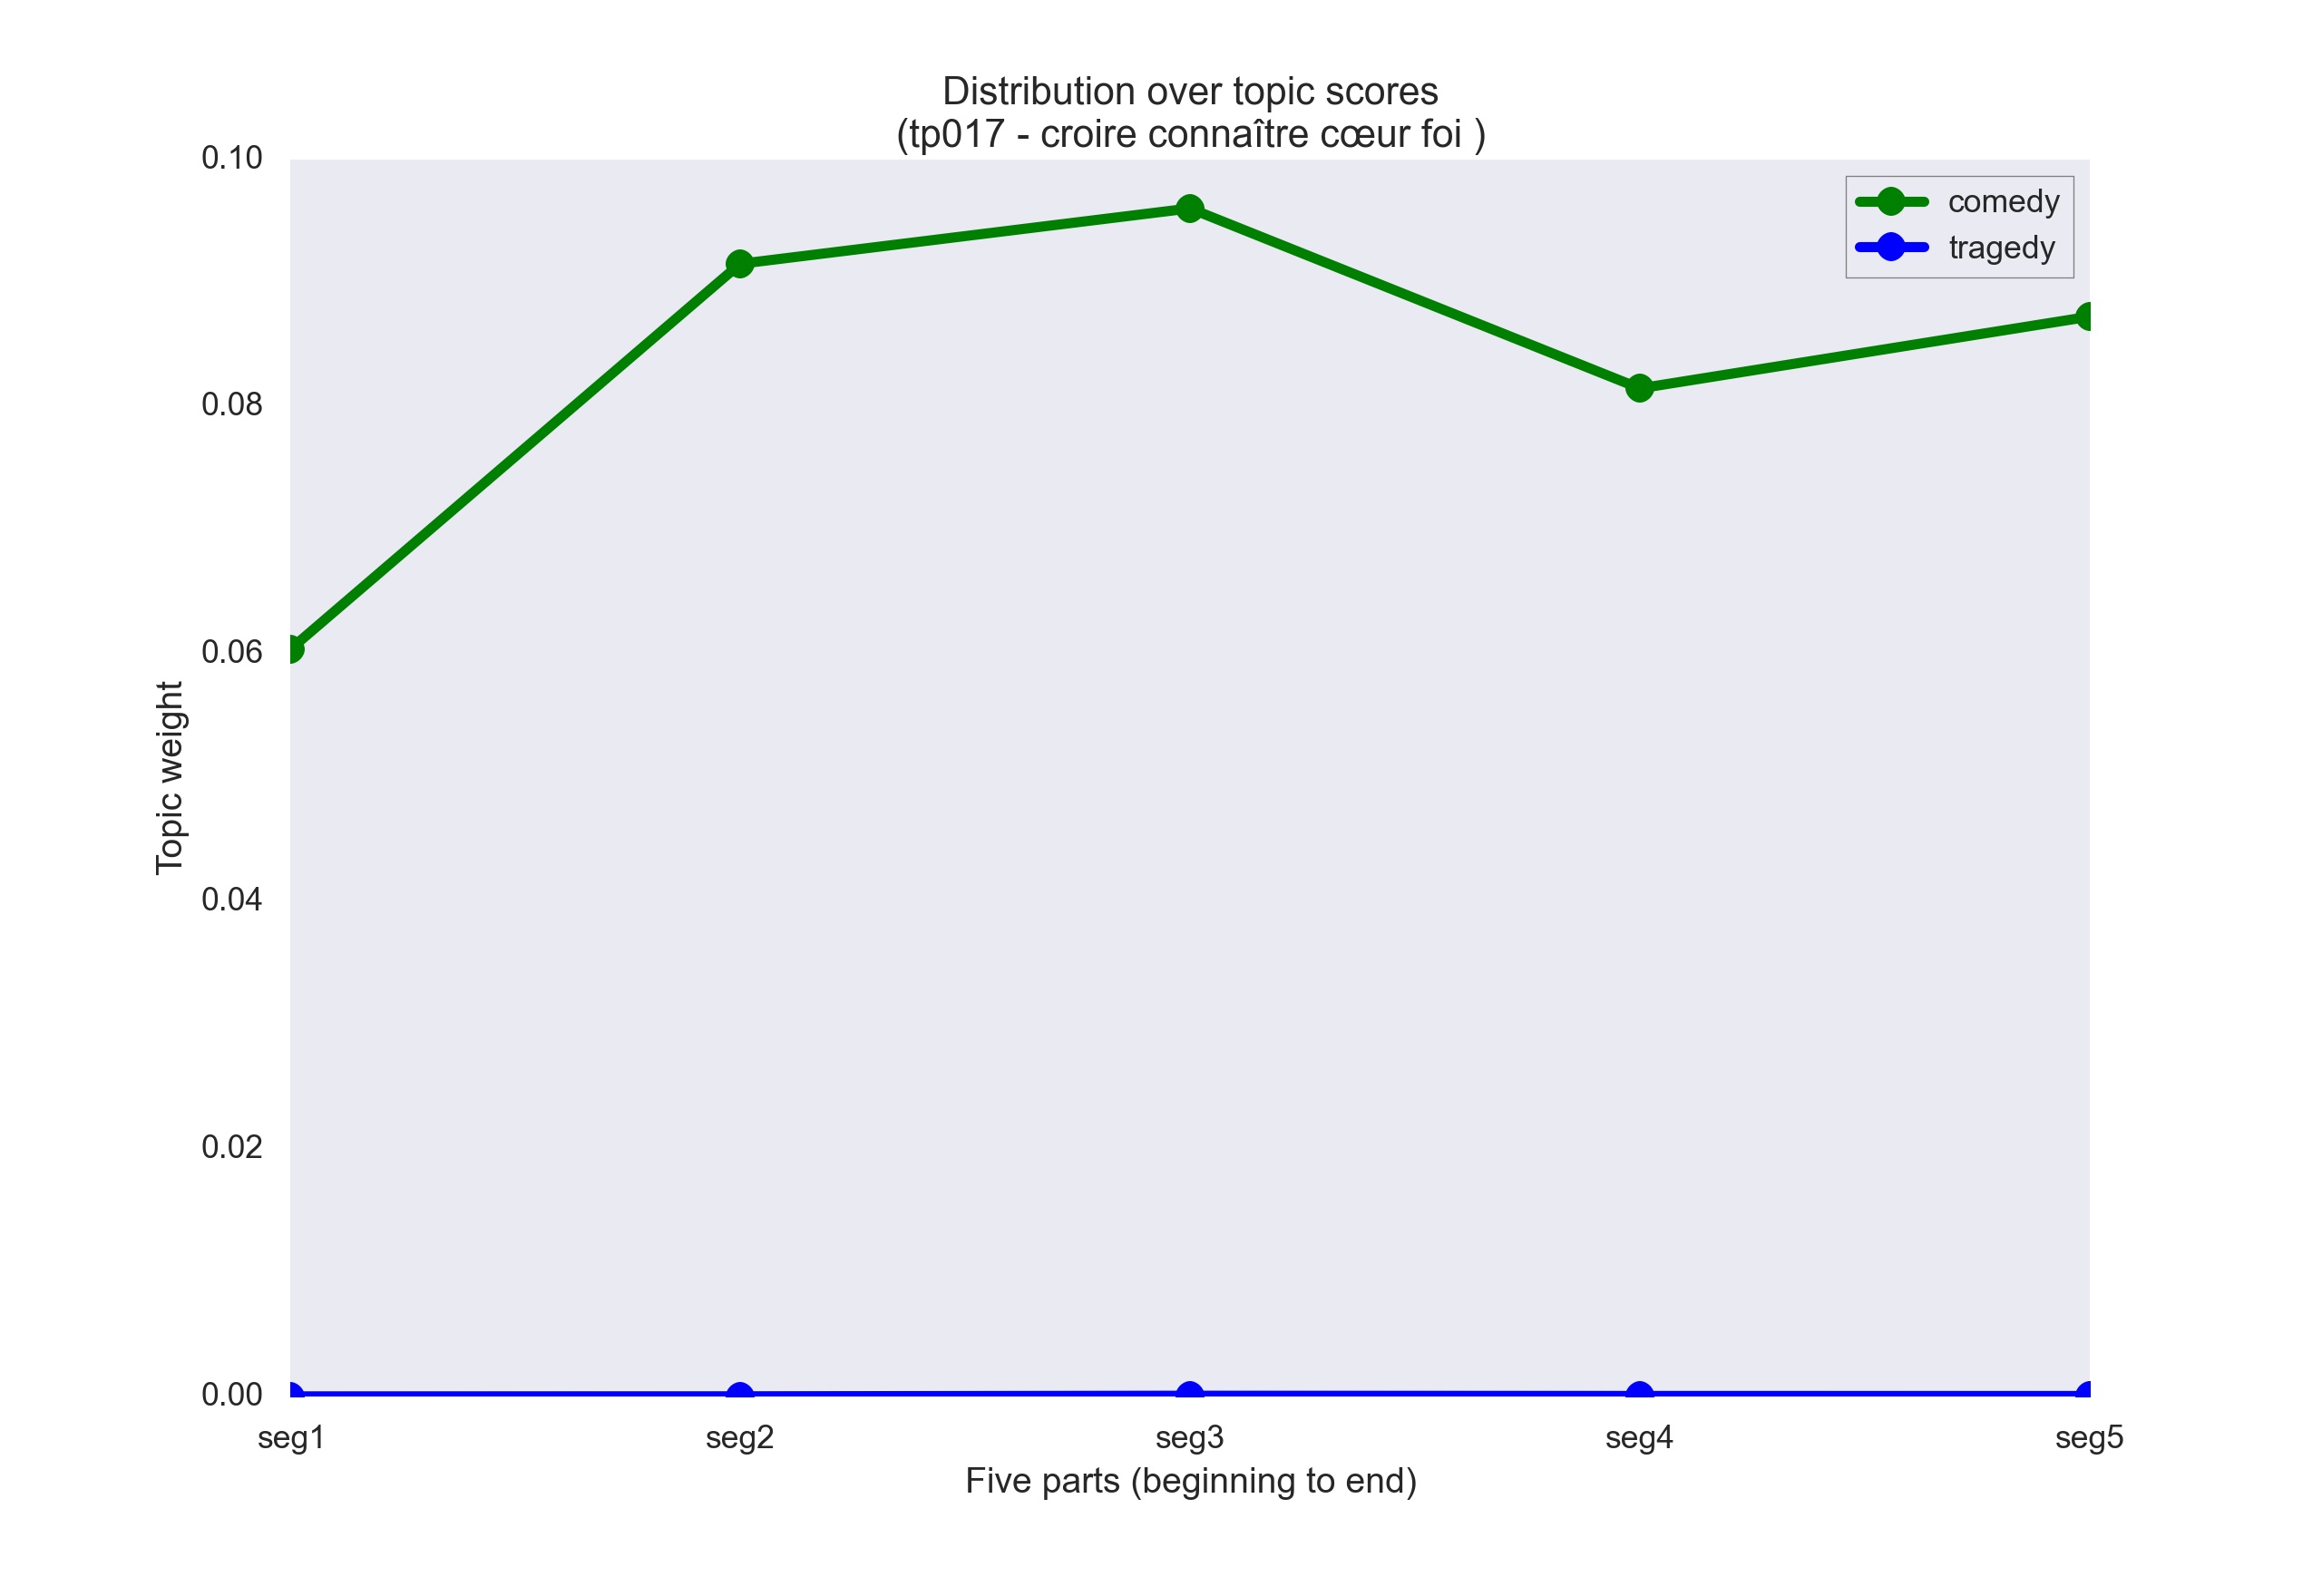 Distribution over topic scores
(tp017 - croire connaître cœur foi )
comedy
tragedy
Topic weight
0.10
0.08
0.06
0.04
0.02
0.00
seg1 seg2 seg3 seg4 seg5
Five parts (beginning to end)